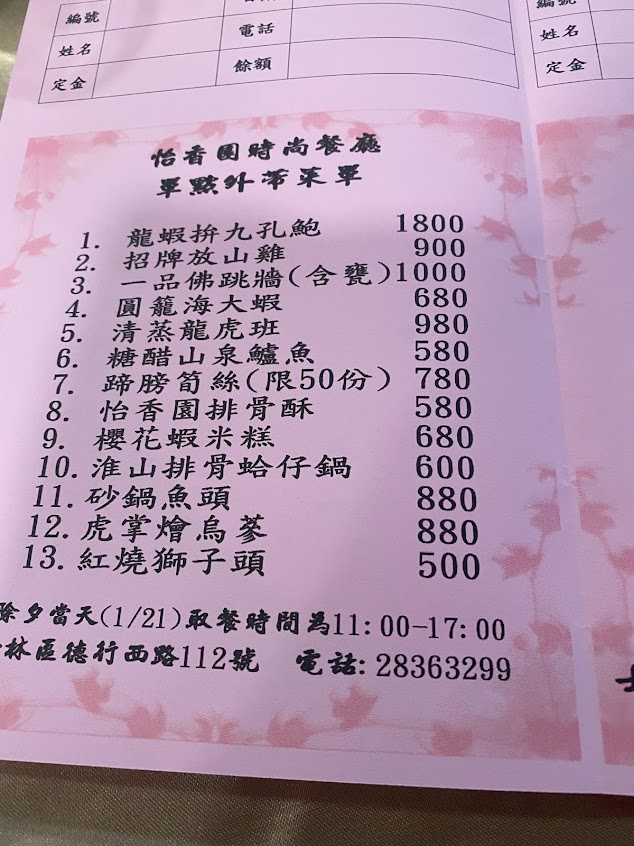 編號
姓名
電話
定金
餘額
編號
姓名
定金
怡香園時尚餐廳
單點外帶菜單
1. 龍蝦拚九孔鮑 1800
2. 招牌放山雞 900
3. 一品佛跳牆(含甕) 1000
4. 圓籠海大蝦 680
5. 清蒸龍虎班 980
6. 糖醋山泉鱸魚 580
7. 蹄膀筍絲(限50份) 780
8. 怡香園排骨酥 580
9. 櫻花蝦米糕 680
10. 淮山排骨蛤仔鍋 600
11. 砂鍋魚頭 880
12. 虎掌燴烏蔘 880
13. 紅燒獅子頭 500
除夕當天(1/21)取餐時間為11:00-17:00
林區德行西路112號 電話:28363299